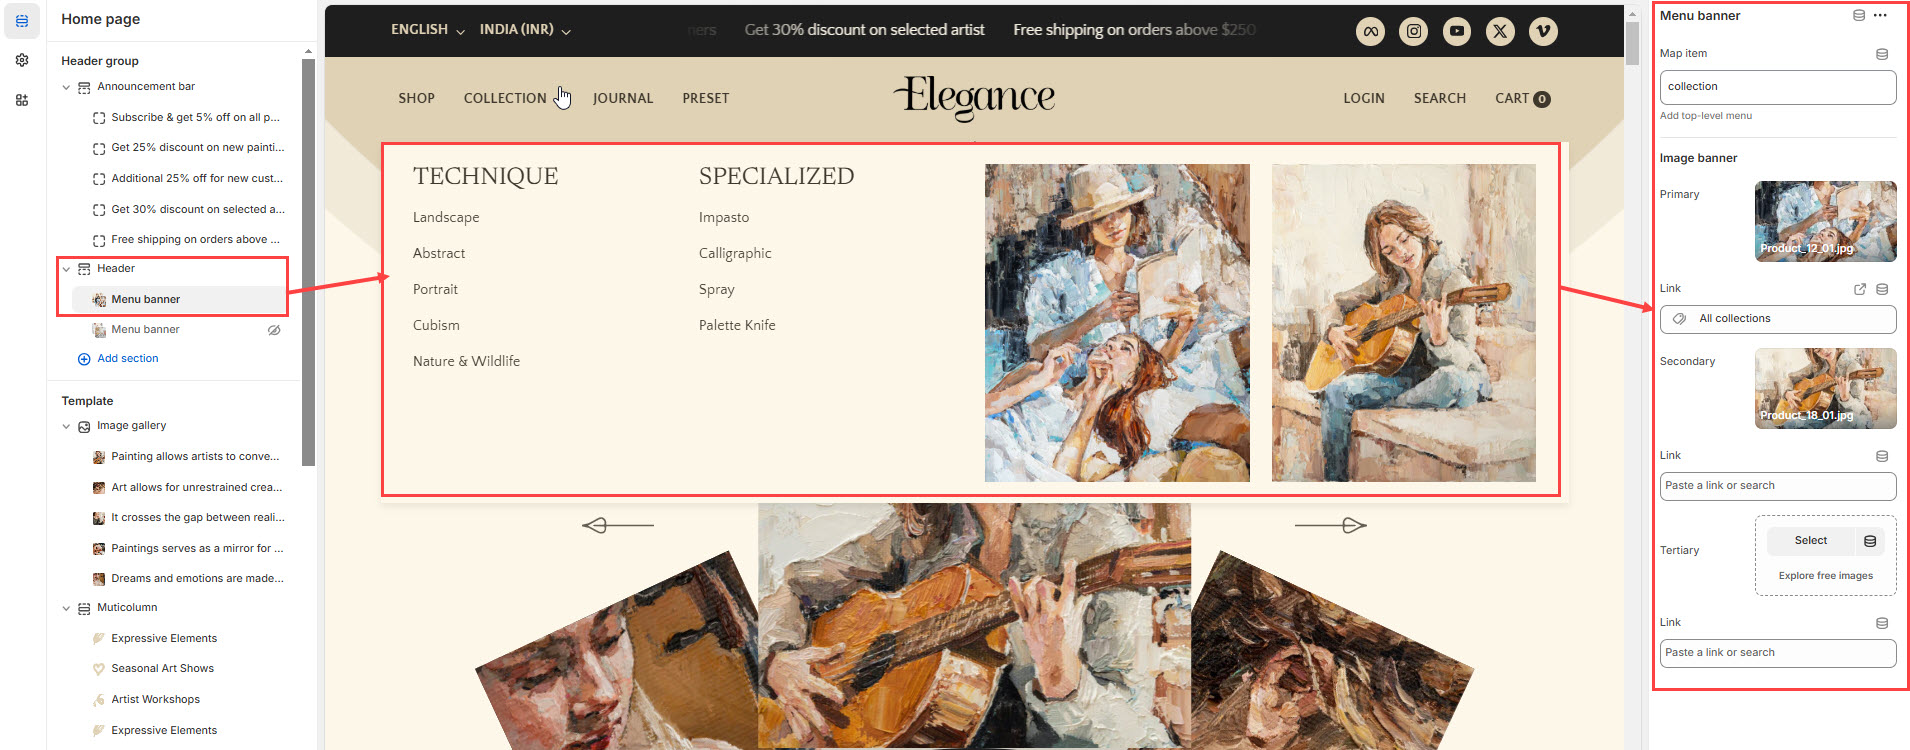 Home page
Header group
Announcement bar
Subscribe & get 5% off on all p...
Get 25% discount on new painti...
Additional 25% off for new cust...
Get 30% discount on selected a...
Free shipping on orders above ...
Header
Menu banner
Menu banner
Add section
Template
Image gallery
Painting allows artists to conve...
Art allows for unrestrained crea...
It crosses the gap between reali...
Paintings serves as a mirror for ...
Dreams and emotions are made...
Muticolumn
Expressive Elements
Seasonal Art Shows
Artist Workshops
Expressive Elements
ENGLISH INDIA (INR) ners Get 30% discount on selected artist Free shipping on orders above $250
SHOP COLLECTION JOURNAL PRESET Elegance LOGIN SEARCH CART 0
TECHNIQUE
Landscape
Abstract
Portrait
Cubism
Nature & Wildlife
SPECIALIZED
Impasto
Calligraphic
Spray
Palette Knife
Menu banner
Map item
collection
Add top-level menu
Image banner
Primary
Product_12_01.jpg
Link
All collections
Secondary
Product_18_01.jpg
Link
Paste a link or search
Tertiary
Select
Explore free images
Link
Paste a link or search